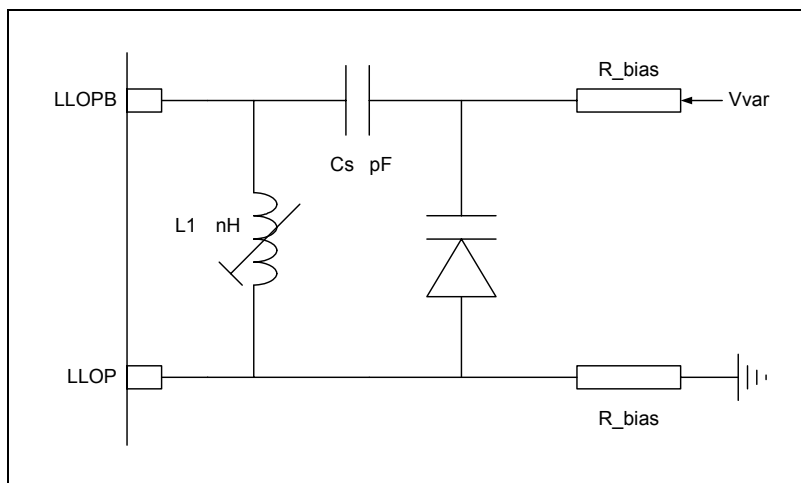 R_bias
LLOPB
Vvar
Cs pF
L1 nH
LLOP
R_bias